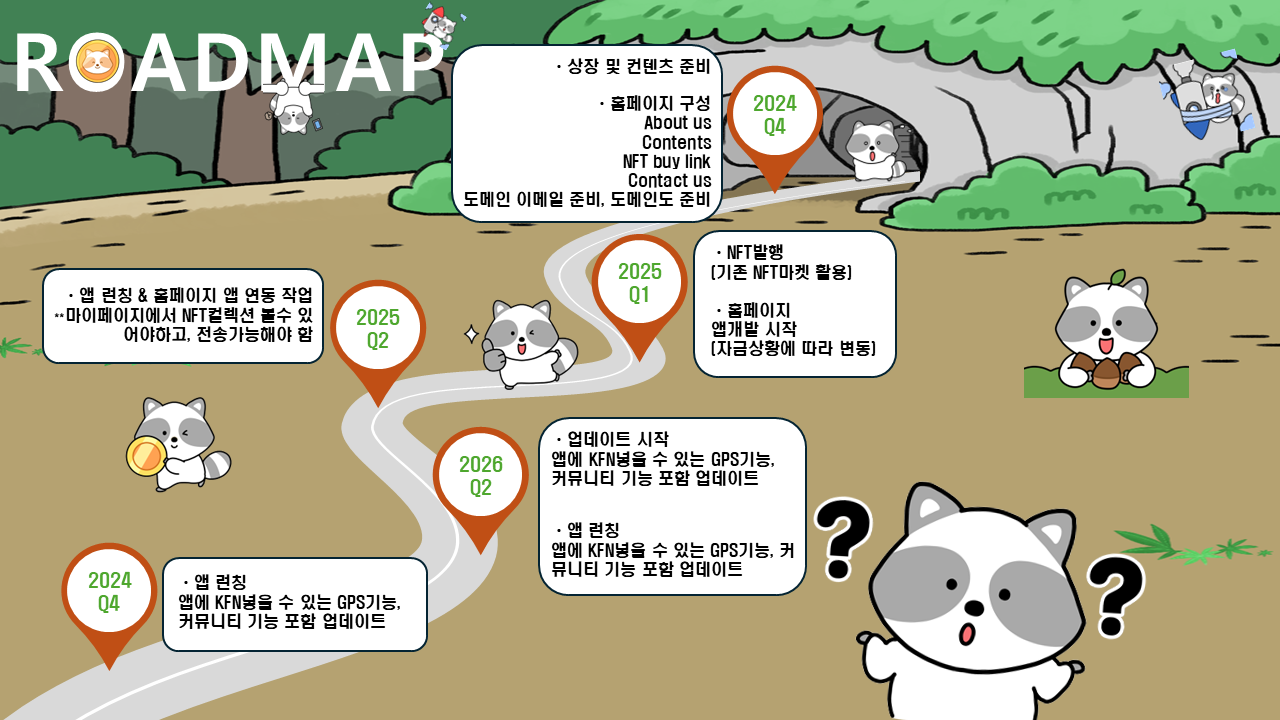 ROADMAP
· 상장 및 컨텐츠 준비
· 홈페이지 구성
About us
Contents
NFT buy link
Contact us
도메인 이메일 준비, 도메인도 준비
2024
Q4
2025
Q1
· NFT발행
(기존 NFT마켓 활용)
· 홈페이지
앱개발 시작
(자금상황에 따라 변동)
· 앱 런칭 & 홈페이지 앱 연동 작업
**마이페이지에서 NFT컬렉션 볼수 있
어야하고, 전송가능해야 함
2025
Q2
2026
Q2
· 업데이트 시작
앱에 KFN넣을 수 있는 GPS기능,
커뮤니티 기능 포함 업데이트
· 앱 런칭
앱에 KFN넣을 수 있는 GPS기능, 커
뮤니티 기능 포함 업데이트
2024
Q4
· 앱 런칭
앱에 KFN넣을 수 있는 GPS기능,
커뮤니티 기능 포함 업데이트
? ?